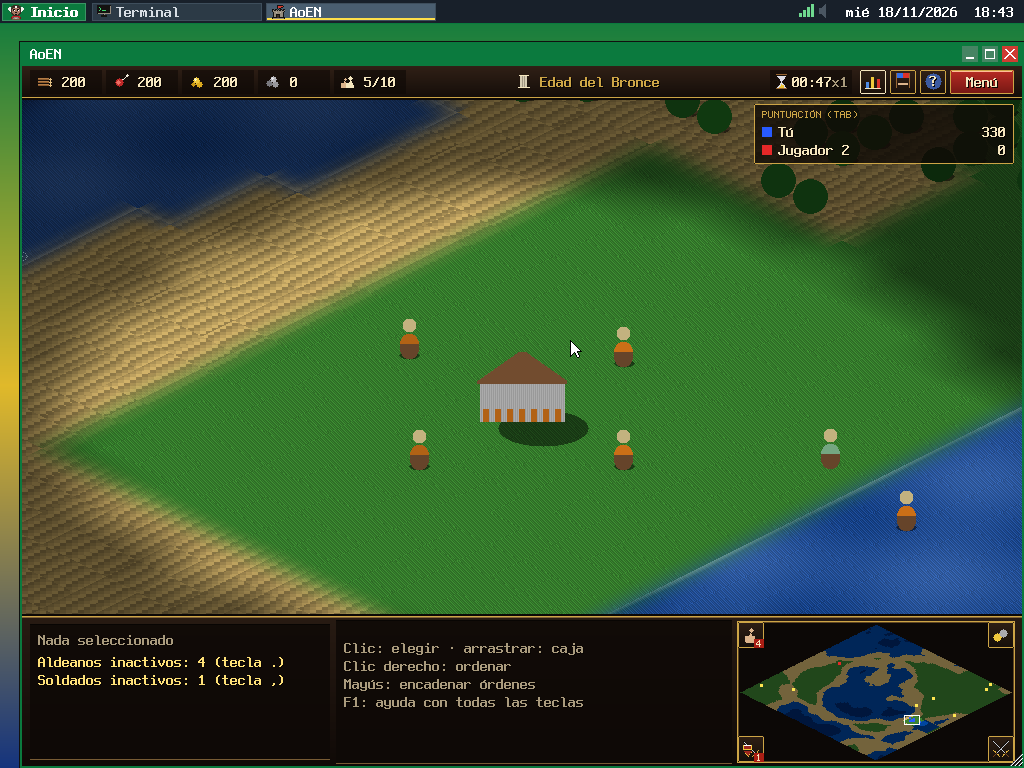 Inicio
Terminal
AoEN
mié 18/11/2026 18:43
AoEN
200
200
200
0
5/10
Edad del Bronce
00:47x1
?
Menú
PUNTUACIÓN (TAB)
Tú 330
Jugador 2 0
Nada seleccionado
Aldeanos inactivos: 4 (tecla .)
Soldados inactivos: 1 (tecla ,)
Clic: elegir · arrastrar: caja
Clic derecho: ordenar
Mayús: encadenar órdenes
F1: ayuda con todas las teclas
4
1